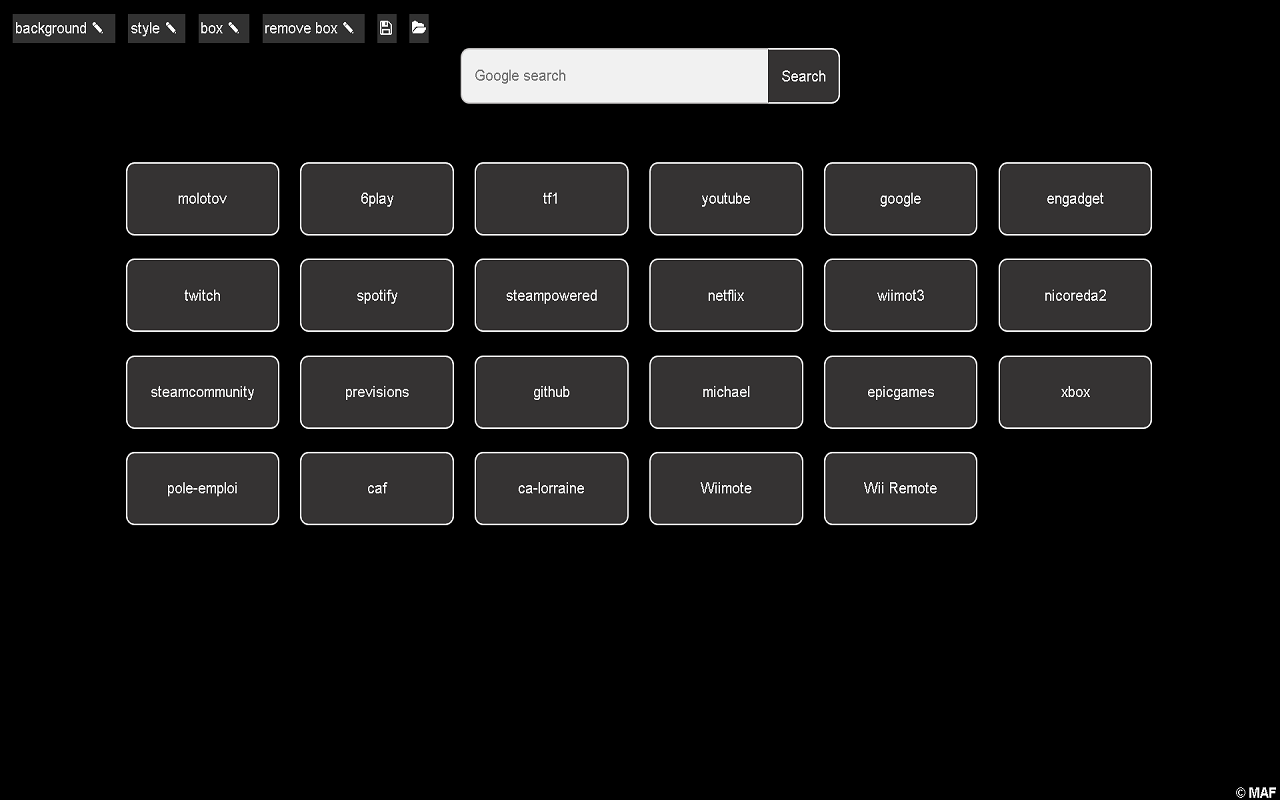 background style box remove box
Google search Search
molotov 6play tf1 youtube google engadget
twitch spotify steampowered netflix wiimot3 nicoreda2
steamcommunity previsions github michael epicgames xbox
pole-emploi caf ca-lorraine Wiimote Wii Remote
© MAF